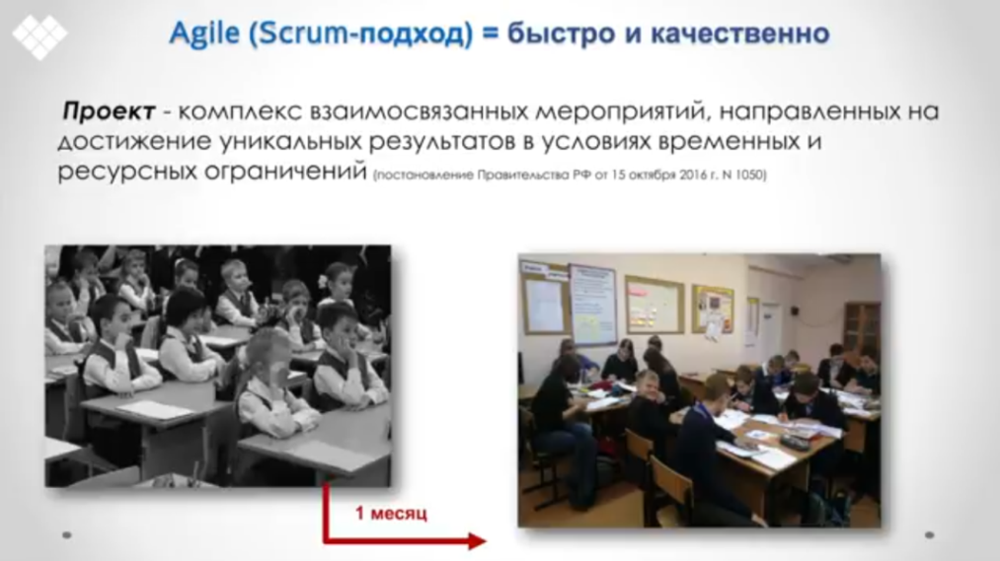 Agile (Scrum-подход) = быстро и качественно
Проект - комплекс взаимосвязанных мероприятий, направленных на
достижение уникальных результатов в условиях временных и
ресурсных ограничений (постановление Правительства РФ от 15 октября 2016 г. N 1050)
1 месяц